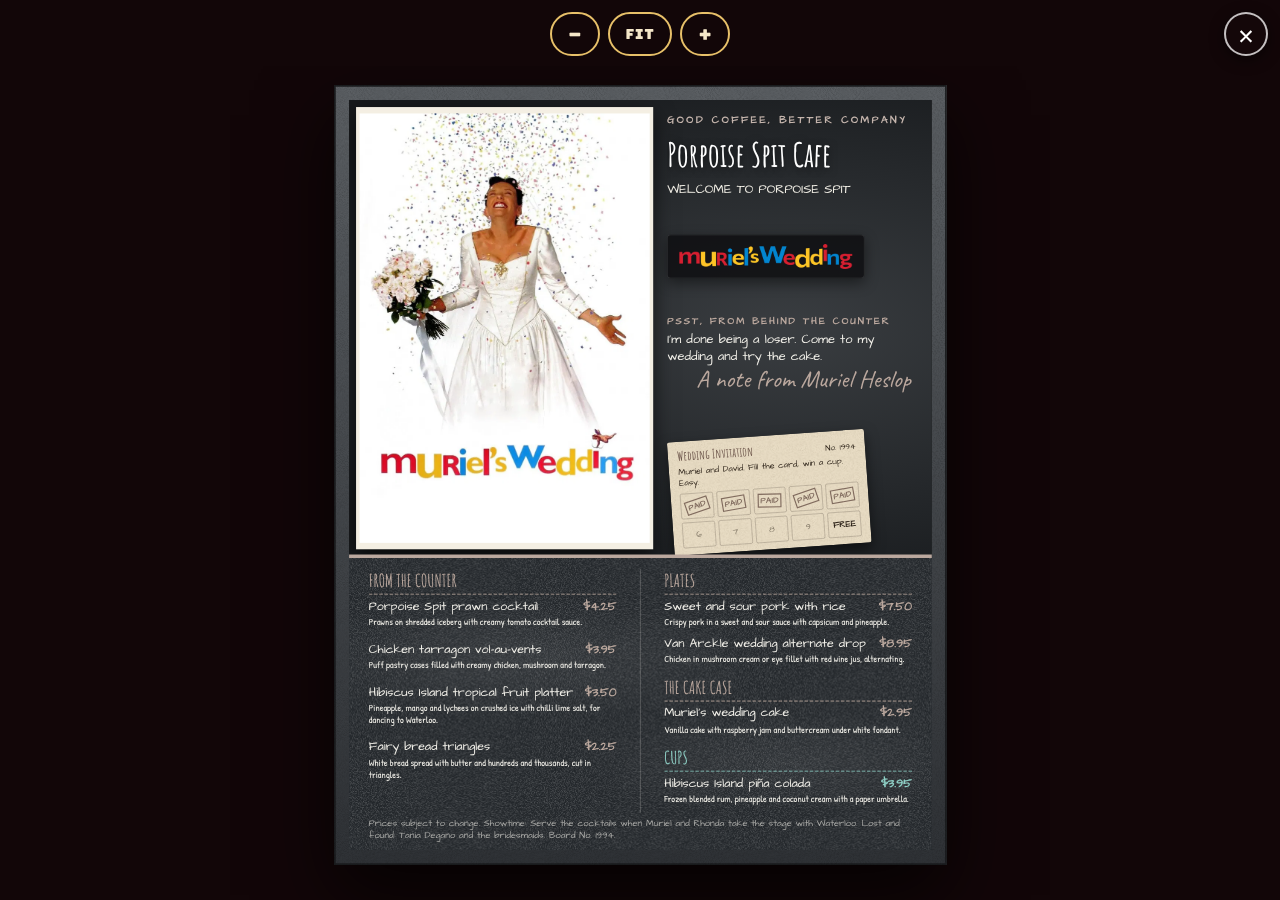 −
FIT
+
×
muriel's Wedding
GOOD COFFEE, BETTER COMPANY
Porpoise Spit Cafe
WELCOME TO PORPOISE SPIT
muriel's Wedding
PSST, FROM BEHIND THE COUNTER
I'm done being a loser. Come to my
wedding and try the cake.
A note from Muriel Heslop
Wedding Invitation No. 1994
Muriel and David. Fill the card, win a cup.
Easy.
PAID PAID PAID PAID PAID
6 7 8 9 FREE
FROM THE COUNTER
Porpoise Spit prawn cocktail $4.25
Prawns on shredded iceberg with creamy tomato cocktail sauce.
Chicken tarragon vol-au-vents $3.95
Puff pastry cases filled with creamy chicken, mushroom and tarragon.
Hibiscus Island tropical fruit platter $3.50
Pineapple, mango and lychees on crushed ice with chilli lime salt, for
dancing to Waterloo.
Fairy bread triangles $2.25
White bread spread with butter and hundreds and thousands, cut in
triangles.
PLATES
Sweet and sour pork with rice $7.50
Crispy pork in a sweet and sour sauce with capsicum and pineapple.
Van Arckle wedding alternate drop $8.95
Chicken in mushroom cream or eye fillet with red wine jus, alternating.
THE CAKE CASE
Muriel's wedding cake $2.95
Vanilla cake with raspberry jam and buttercream under white fondant.
CUPS
Hibiscus Island piña colada $3.95
Frozen blended rum, pineapple and coconut cream with a paper umbrella.
Prices subject to change. Showtime: Serve the cocktails when Muriel and Rhonda take the stage with Waterloo. Lost and
found: Tania Degano and the bridesmaids. Board No. 1994.